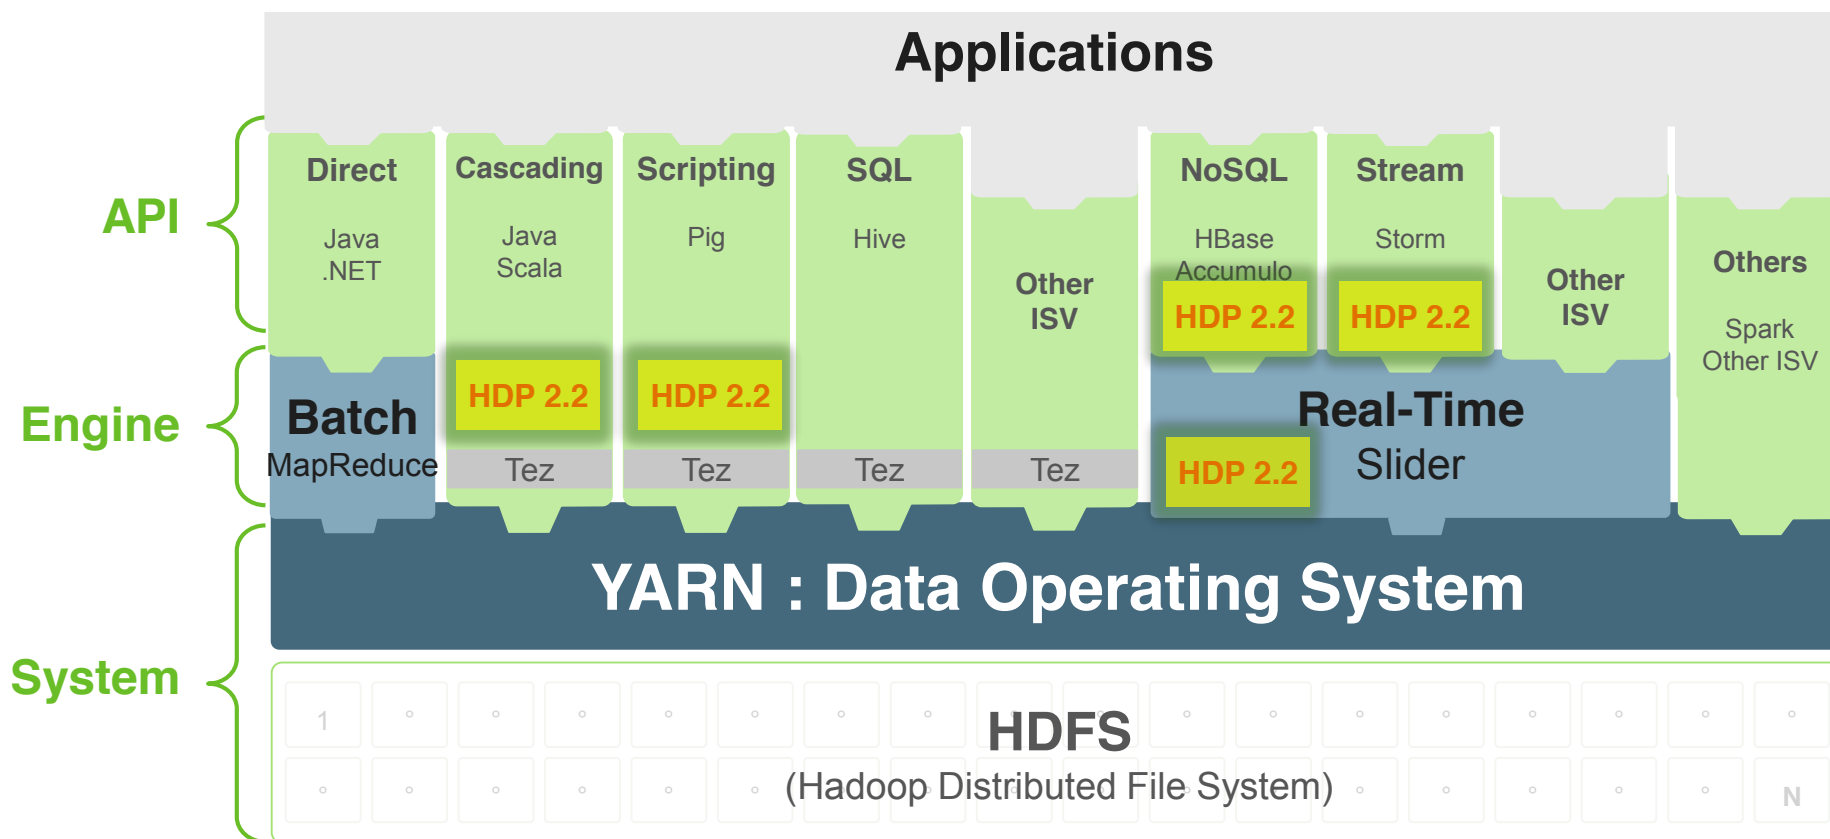 Applications
API
Direct
Java
.NET
Cascading
Java
Scala
Scripting
Pig
SQL
Hive
Other
ISV
NoSQL
HBase
Accumulo
HDP 2.2
Stream
Storm
HDP 2.2
Other
ISV
Others
Spark
Other ISV
Engine
Batch
MapReduce
HDP 2.2
Tez
HDP 2.2
Tez
Tez
Tez
HDP 2.2
Real-Time
Slider
System
YARN : Data Operating System
1
HDFS
(Hadoop Distributed File System)
N